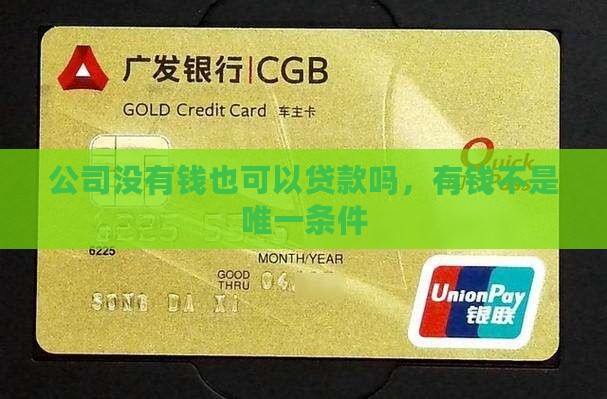 广发银行|CGB
GOLD Credit Card 车主卡
Quick
公司没有钱也可以贷款吗，有钱不是
唯一条件
6225
MONTH/YEAR
GOOD
THRU
SONG DA XI
UnionPay
银联